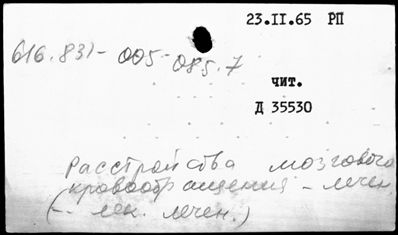 23.II.65 РП
616.831-005-085.7
чит.
Д 35530
Расстройства мозгового
кровообращения - лечен
(-. лек. лечен.)